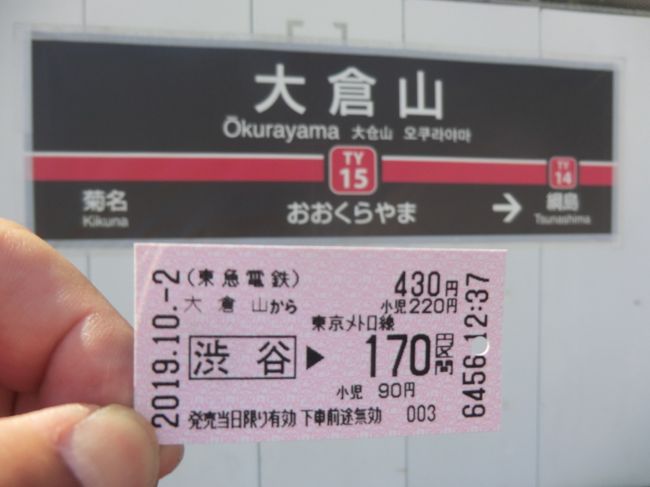 大倉山
Ōkurayama 大仓山 오쿠라야마
TY
15
TY
14
菊名
Kikuna
おおくらやま
→ 綱島
Tsunashima
2019.10.-2
(東急電鉄)
大倉山から
430円
小児220円
東京メトロ線
渋谷 ▶ 170円区間
小児 90円
発売当日限り有効 下車前途無効 003
6456 12:37